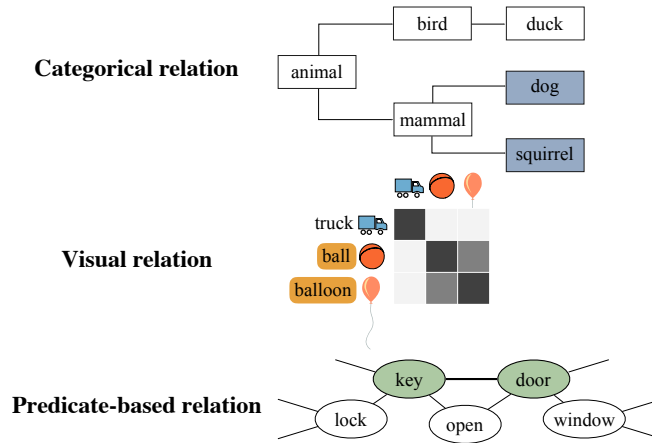 bird
duck
Categorical relation
animal
dog
mammal
squirrel
truck
Visual relation
ball
balloon
key
door
Predicate-based relation
lock
open
window